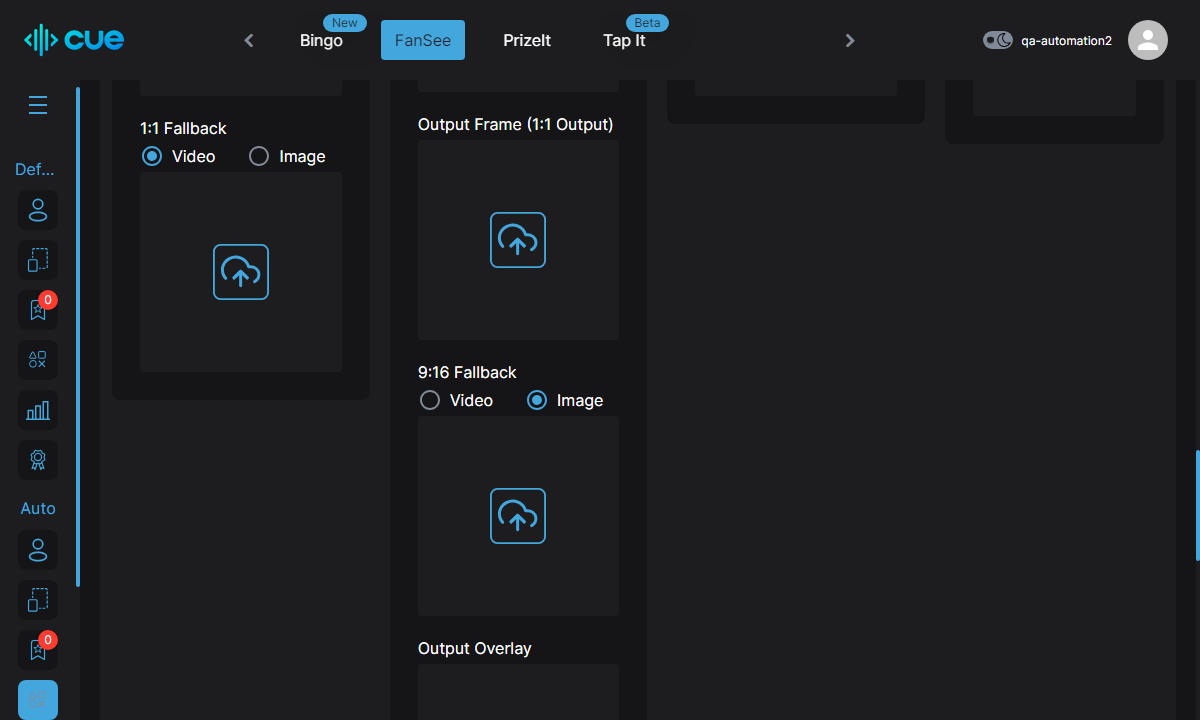 cue
New
Bingo
FanSee
PrizeIt
Beta
Tap It
qa-automation2
Def...
0
Auto
0
1:1 Fallback
Video
Image
Output Frame (1:1 Output)
9:16 Fallback
Video
Image
Output Overlay